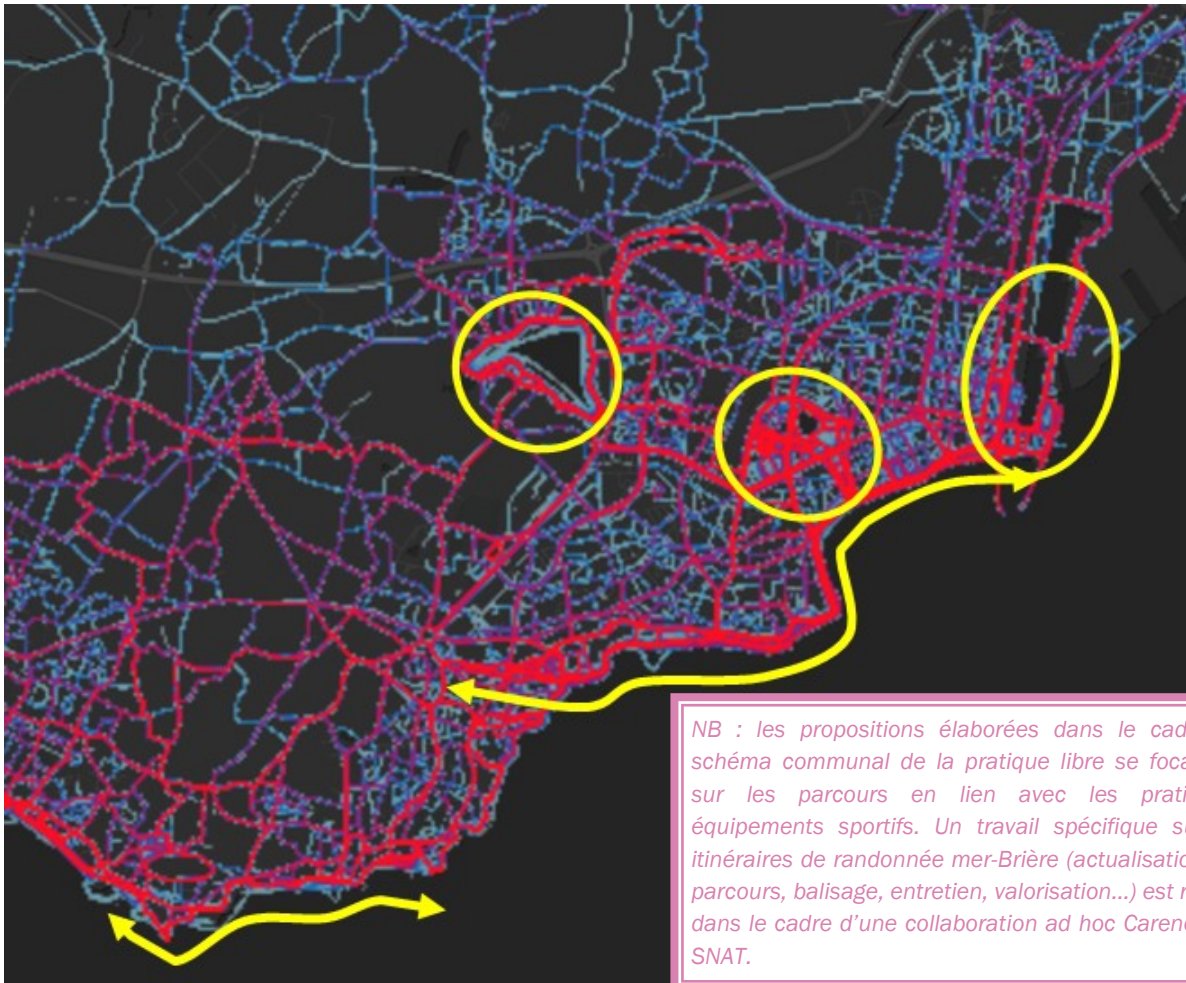 NB : les propositions élaborées dans le cad
schéma communal de la pratique libre se foca
sur les parcours en lien avec les prati
équipements sportifs. Un travail spécifique su
itinéraires de randonnée mer-Brière (actualisatio
parcours, balisage, entretien, valorisation...) est r
dans le cadre d'une collaboration ad hoc Caren
SNAT.